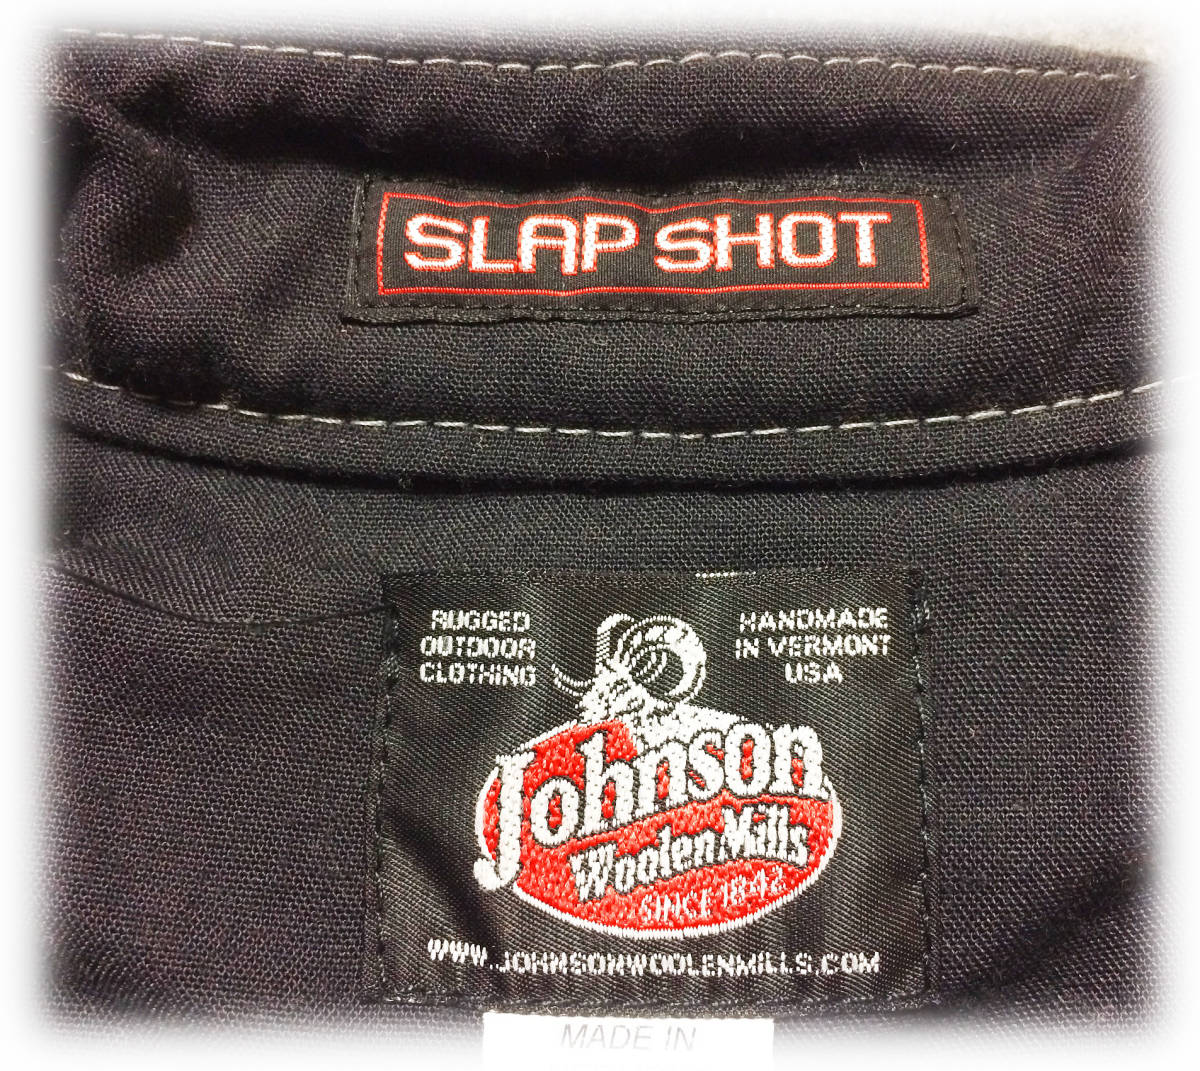 SLAP SHOT
RUGGED
OUTDOOR
CLOTHING
HANDMADE
IN VERMONT
USA
Johnson
Woolen Mills
SINCE 1842
WWW.JOHNSONWOOLENMILLS.COM
MADE IN